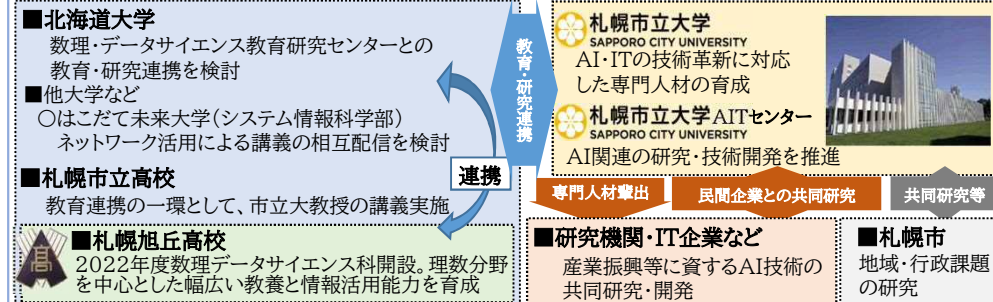 ■北海道大学
数理・データサイエンス教育研究センターとの
教育・研究連携を検討
■他大学など
○はこだて未来大学(システム情報科学部)
ネットワーク活用による講義の相互配信を検討
■札幌市立高校
教育連携の一環として、市立大教授の講義実施
連携
高
■札幌旭丘高校
2022年度数理データサイエンス科開設。理数分野
を中心とした幅広い教養と情報活用能力を育成
教育・研究連携
札幌市立大学
SAPPORO CITY UNIVERSITY
AI・ITの技術革新に対応
した専門人材の育成
札幌市立大学AITセンター
SAPPORO CITY UNIVERSITY
AI関連の研究・技術開発を推進
専門人材輩出
民間企業との共同研究
共同研究等
■研究機関・IT企業など
産業振興等に資するAI技術の
共同研究・開発
■札幌市
地域・行政課題
の研究